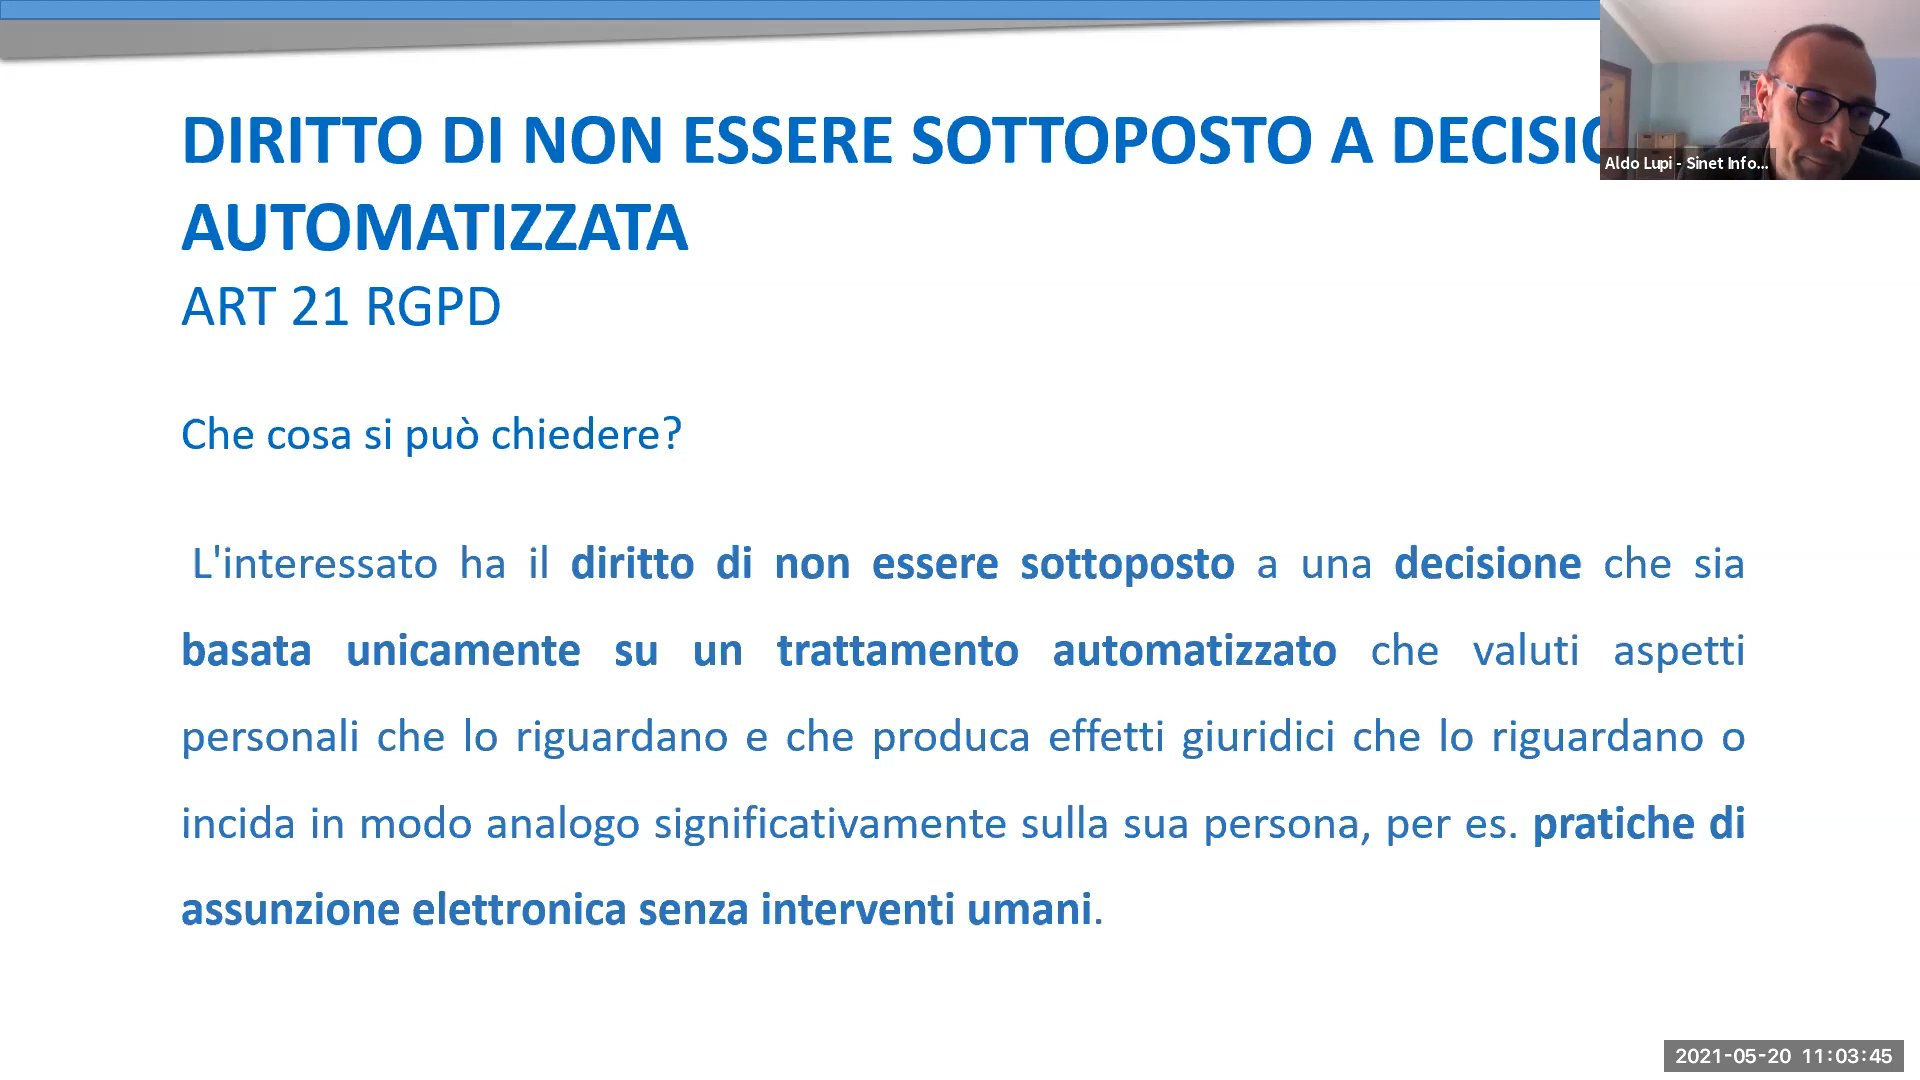 DIRITTO DI NON ESSERE SOTTOPOSTO A
AUTOMATIZZATA
ART 21 RGPD
Aldo Lupi - Sinet Info...
Che cosa si può chiedere?
L'interessato ha il diritto di non essere sottoposto a una decisione che sia
basata unicamente su un trattamento automatizzato che valuti aspetti
personali che lo riguardano e che produca effetti giuridici che lo riguardano o
incida in modo analogo significativamente sulla sua persona, per es. pratiche di
assunzione elettronica senza interventi umani.
2021-05-20 11:03:45